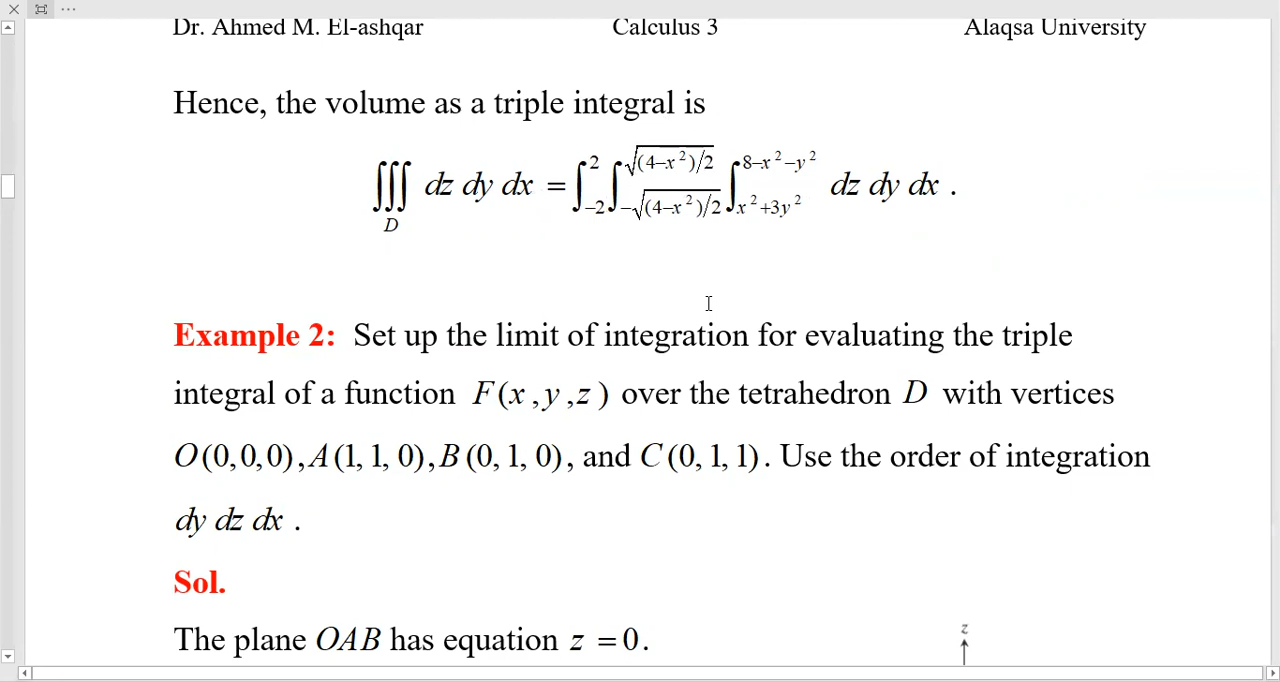 Dr. Ahmed M. El-ashqar Calculus 3 Alaqsa University
Hence, the volume as a triple integral is
∭_D dz dy dx = ∫_{-2}^{2} ∫_{-√((4-x²)/2)}^{√((4-x²)/2)} ∫_{x²+3y²}^{8-x²-y²} dz dy dx .
Example 2: Set up the limit of integration for evaluating the triple
integral of a function F(x,y,z) over the tetrahedron D with vertices
O(0,0,0), A(1, 1, 0), B(0, 1, 0), and C(0, 1, 1). Use the order of integration
dy dz dx .
Sol.
The plane OAB has equation z = 0.
z